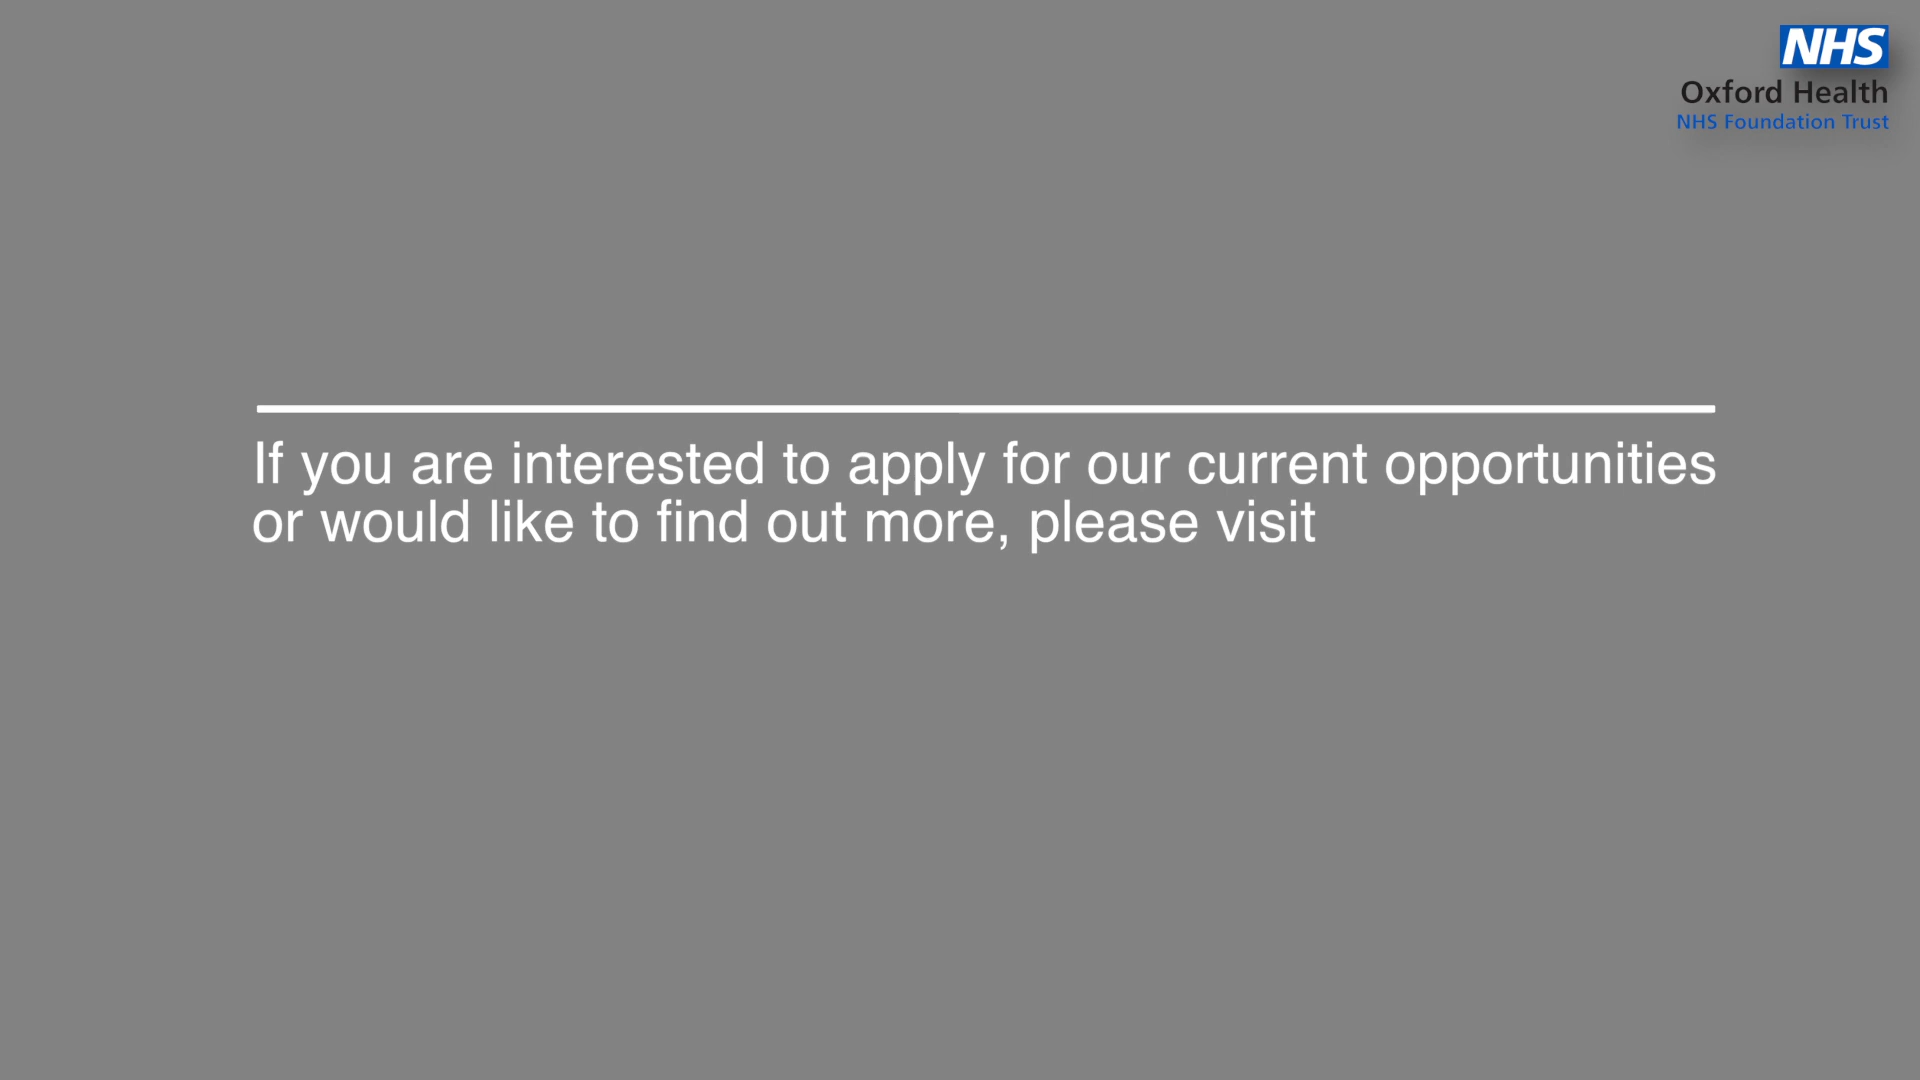 NHS
Oxford Health
NHS Foundation Trust
If you are interested to apply for our current opportunities
or would like to find out more, please visit